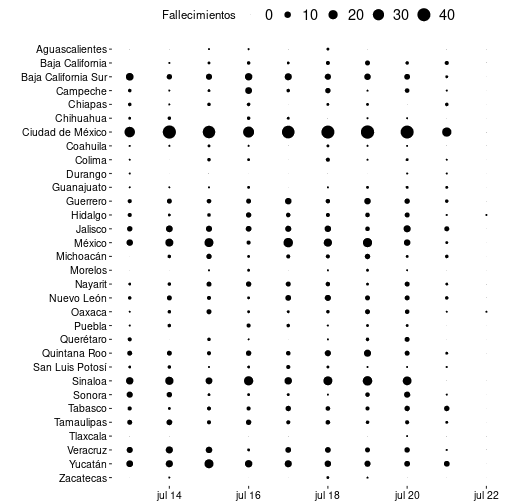 Fallecimientos 0 10 20 30 40
Aguascalientes
Baja California
Baja California Sur
Campeche
Chiapas
Chihuahua
Ciudad de México
Coahuila
Colima
Durango
Guanajuato
Guerrero
Hidalgo
Jalisco
México
Michoacán
Morelos
Nayarit
Nuevo León
Oaxaca
Puebla
Querétaro
Quintana Roo
San Luis Potosí
Sinaloa
Sonora
Tabasco
Tamaulipas
Tlaxcala
Veracruz
Yucatán
Zacatecas
jul 14 jul 16 jul 18 jul 20 jul 22